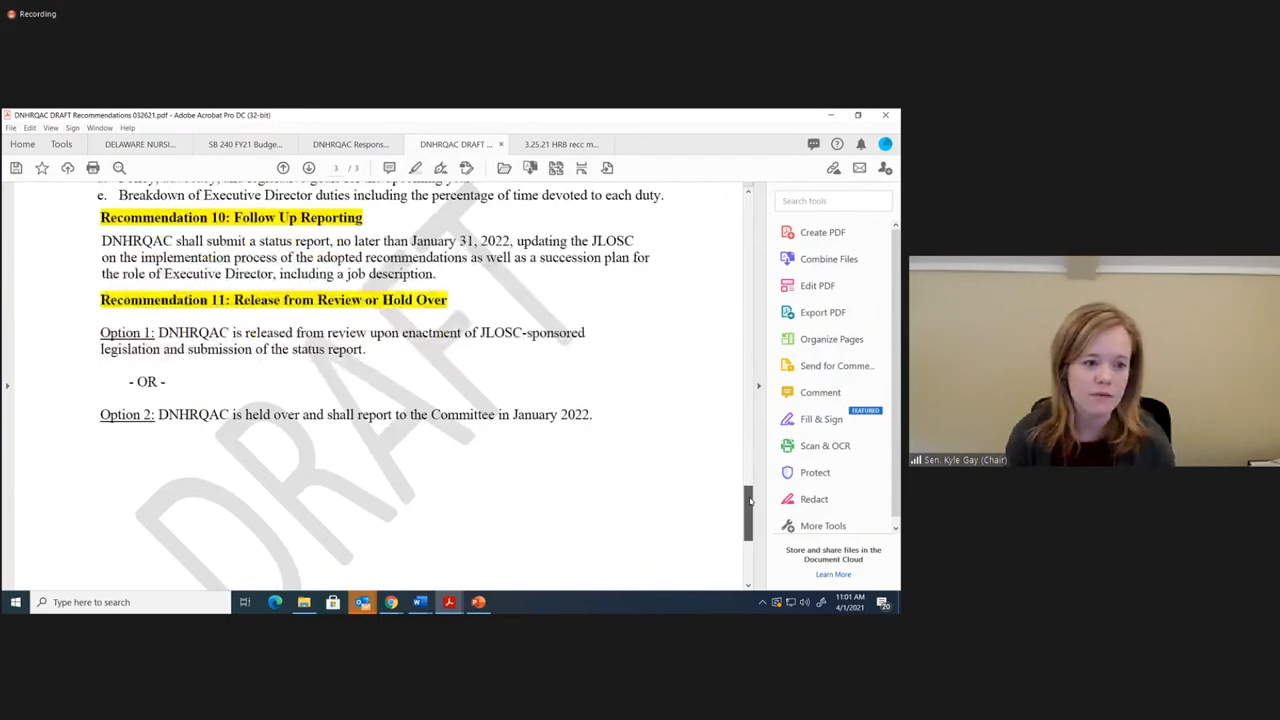 Recording
DNHRQAC DRAFT Recommendations 032621.pdf - Adobe Acrobat Pro DC (32-bit)
File Edit View Sign Window Help
Home Tools DELAWARE NURSI... SB 240 FY21 Budge... DNHRQAC Respons... DNHRQAC DRAFT ... × 3.25.21 HRB recc m...
3 / 3
e. Breakdown of Executive Director duties including the percentage of time devoted to each duty.
Recommendation 10: Follow Up Reporting
DNHRQAC shall submit a status report, no later than January 31, 2022, updating the JLOSC
on the implementation process of the adopted recommendations as well as a succession plan for
the role of Executive Director, including a job description.
Recommendation 11: Release from Review or Hold Over
Option 1: DNHRQAC is released from review upon enactment of JLOSC-sponsored
legislation and submission of the status report.
- OR -
Option 2: DNHRQAC is held over and shall report to the Committee in January 2022.
DRAFT
Search tools
Create PDF
Combine Files
Edit PDF
Export PDF
Organize Pages
Send for Comme...
Comment
FEATURED
Fill & Sign
Scan & OCR
Protect
Redact
More Tools
Store and share files in the
Document Cloud
Learn More
Sen. Kyle Gay (Chair)
Type here to search
11:01 AM
4/1/2021
20